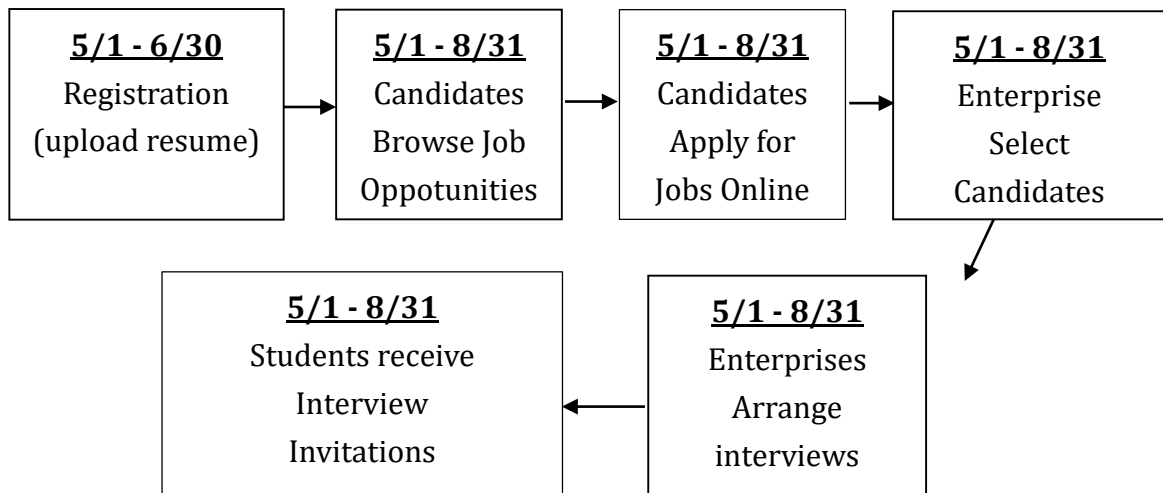 5/1 - 6/30
Registration
(upload resume)
5/1 - 8/31
Candidates
Browse Job
Oppotunities
5/1 - 8/31
Candidates
Apply for
Jobs Online
5/1 - 8/31
Enterprise
Select
Candidates
5/1 - 8/31
Enterprises
Arrange
interviews
5/1 - 8/31
Students receive
Interview
Invitations